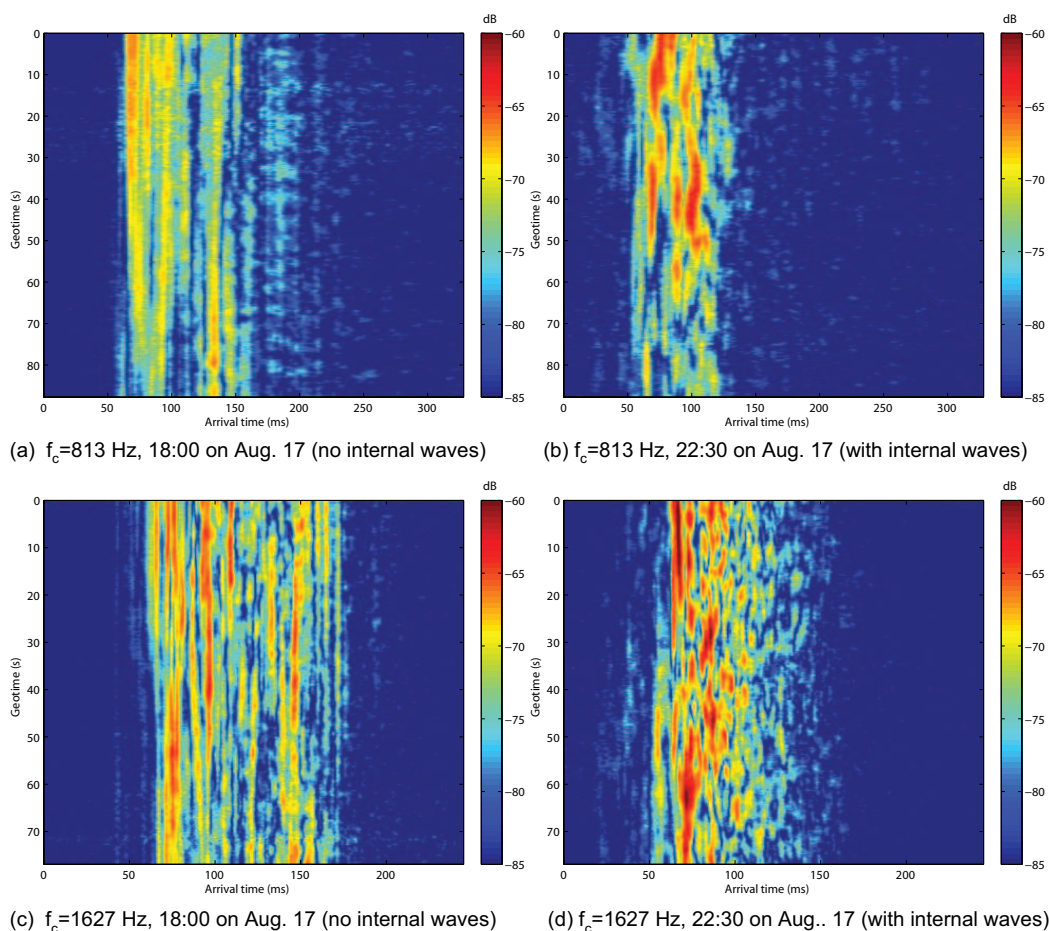 dB
−60
0
10
20
30
40
50
60
70
80
Geotime (s)
−65
−70
−75
−80
−85
0 50 100 150 200 250 300
Arrival time (ms)
(a) f_c=813 Hz, 18:00 on Aug. 17 (no internal waves)
dB
−60
0
10
20
30
40
50
60
70
80
Geotime (s)
−65
−70
−75
−80
−85
0 50 100 150 200 250 300
Arrival time (ms)
(b) f_c=813 Hz, 22:30 on Aug. 17 (with internal waves)
dB
−60
0
10
20
30
40
50
60
70
Geotime (s)
−65
−70
−75
−80
−85
0 50 100 150 200
Arrival time (ms)
(c) f_c=1627 Hz, 18:00 on Aug. 17 (no internal waves)
dB
−60
0
10
20
30
40
50
60
70
Geotime (s)
−65
−70
−75
−80
−85
0 50 100 150 200
Arrival time (ms)
(d) f_c=1627 Hz, 22:30 on Aug.. 17 (with internal waves)